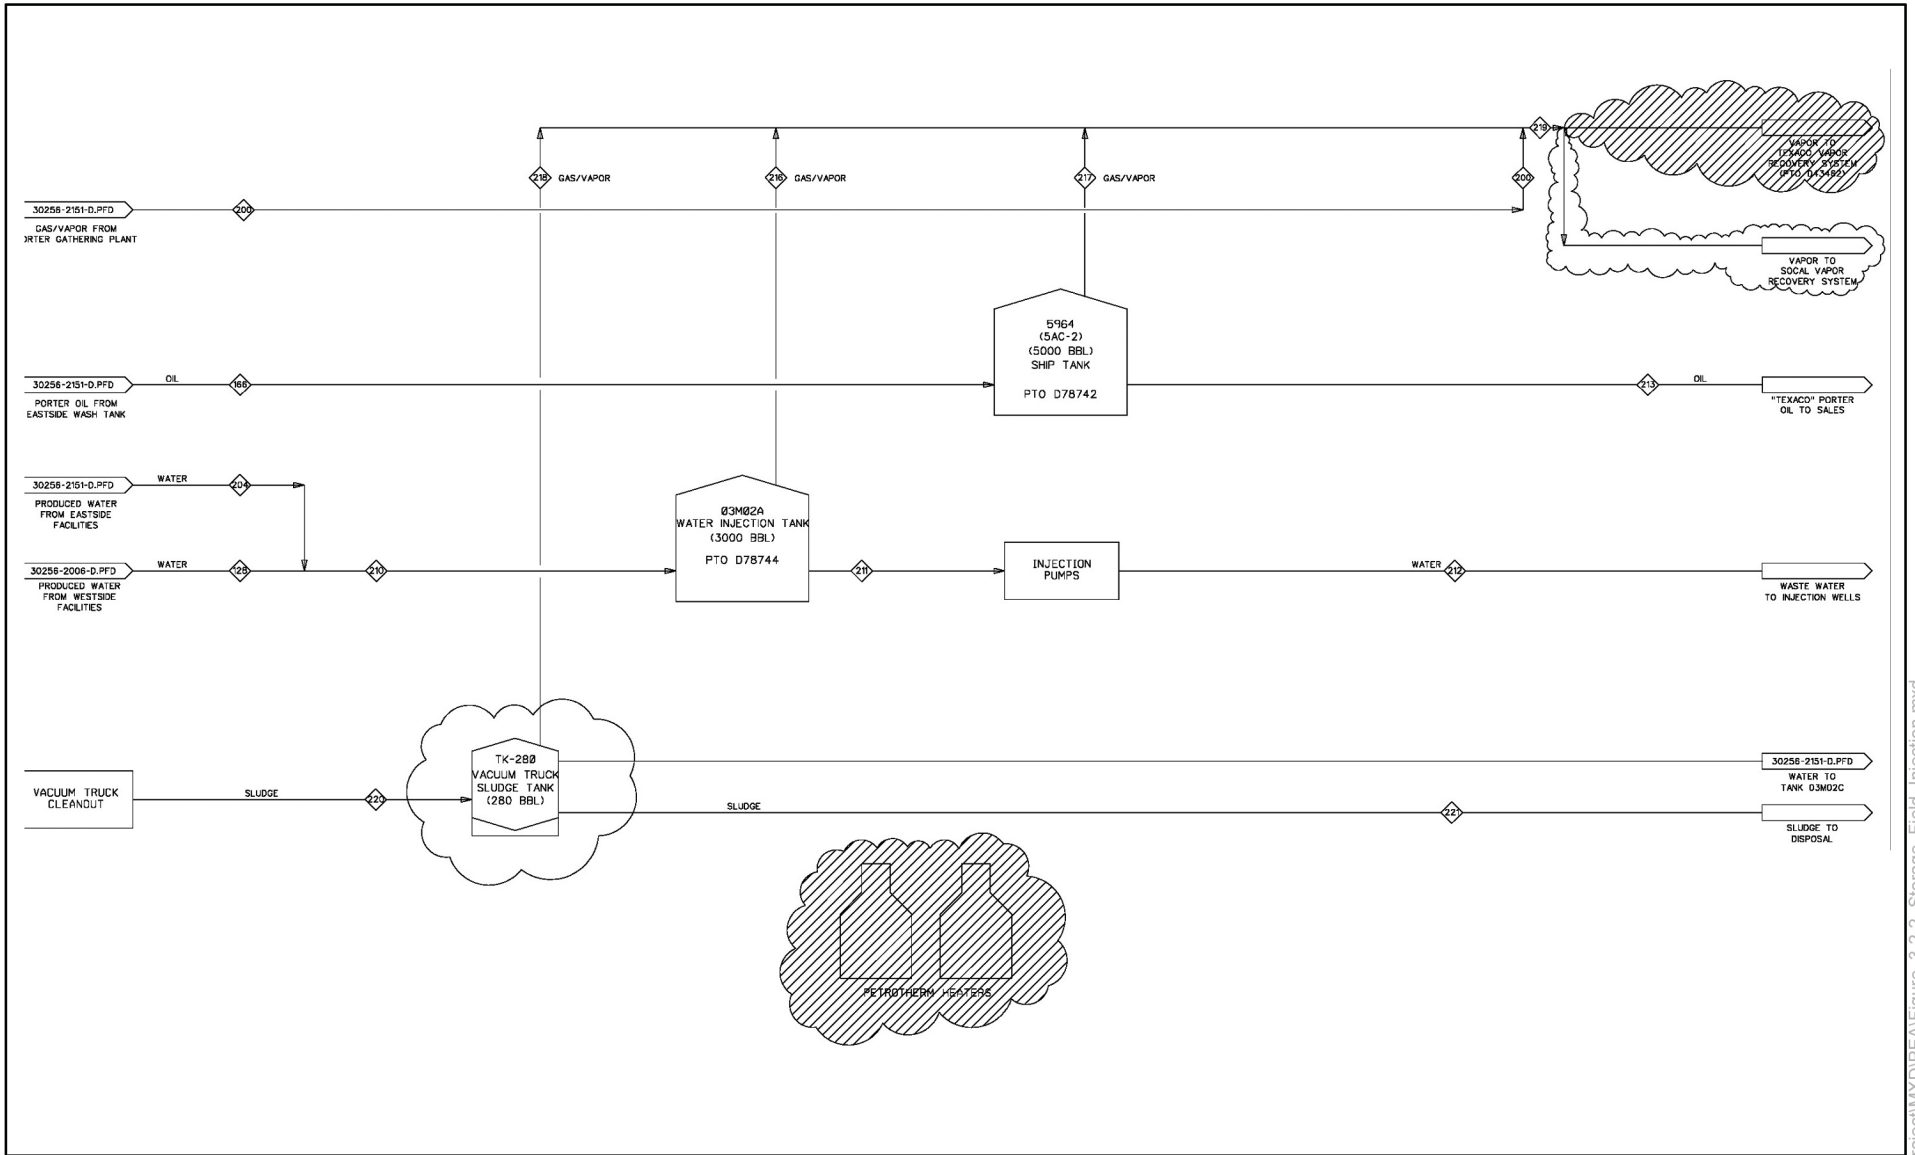 219
VAPOR TO
TEXACO VAPOR
RECOVERY SYSTEM
218
GAS/VAPOR
216
GAS/VAPOR
217
GAS/VAPOR
200
30256-2151-D.PFD
200
GAS/VAPOR FROM
RTER GATHERING PLANT
VAPOR TO
SOCAL VAPOR
RECOVERY SYSTEM
5964
(5AC-2)
(5000 BBL)
SHIP TANK
PTO D78742
30256-2151-D.PFD
OIL
166
PORTER OIL FROM
EASTSIDE WASH TANK
213
OIL
"TEXACO" PORTER
OIL TO SALES
30256-2151-D.PFD
WATER
204
PRODUCED WATER
FROM EASTSIDE
FACILITIES
03M02A
WATER INJECTION TANK
(3000 BBL)
PTO D78744
30256-2006-D.PFD
WATER
128
210
PRODUCED WATER
FROM WESTSIDE
FACILITIES
211
INJECTION
PUMPS
WATER
212
WASTE WATER
TO INJECTION WELLS
TK-280
VACUUM TRUCK
SLUDGE TANK
(280 BBL)
30256-2151-D.PFD
WATER TO
TANK 03M02C
VACUUM TRUCK
CLEANOUT
SLUDGE
220
SLUDGE
221
SLUDGE TO
DISPOSAL
PETROTHERM HEATERS